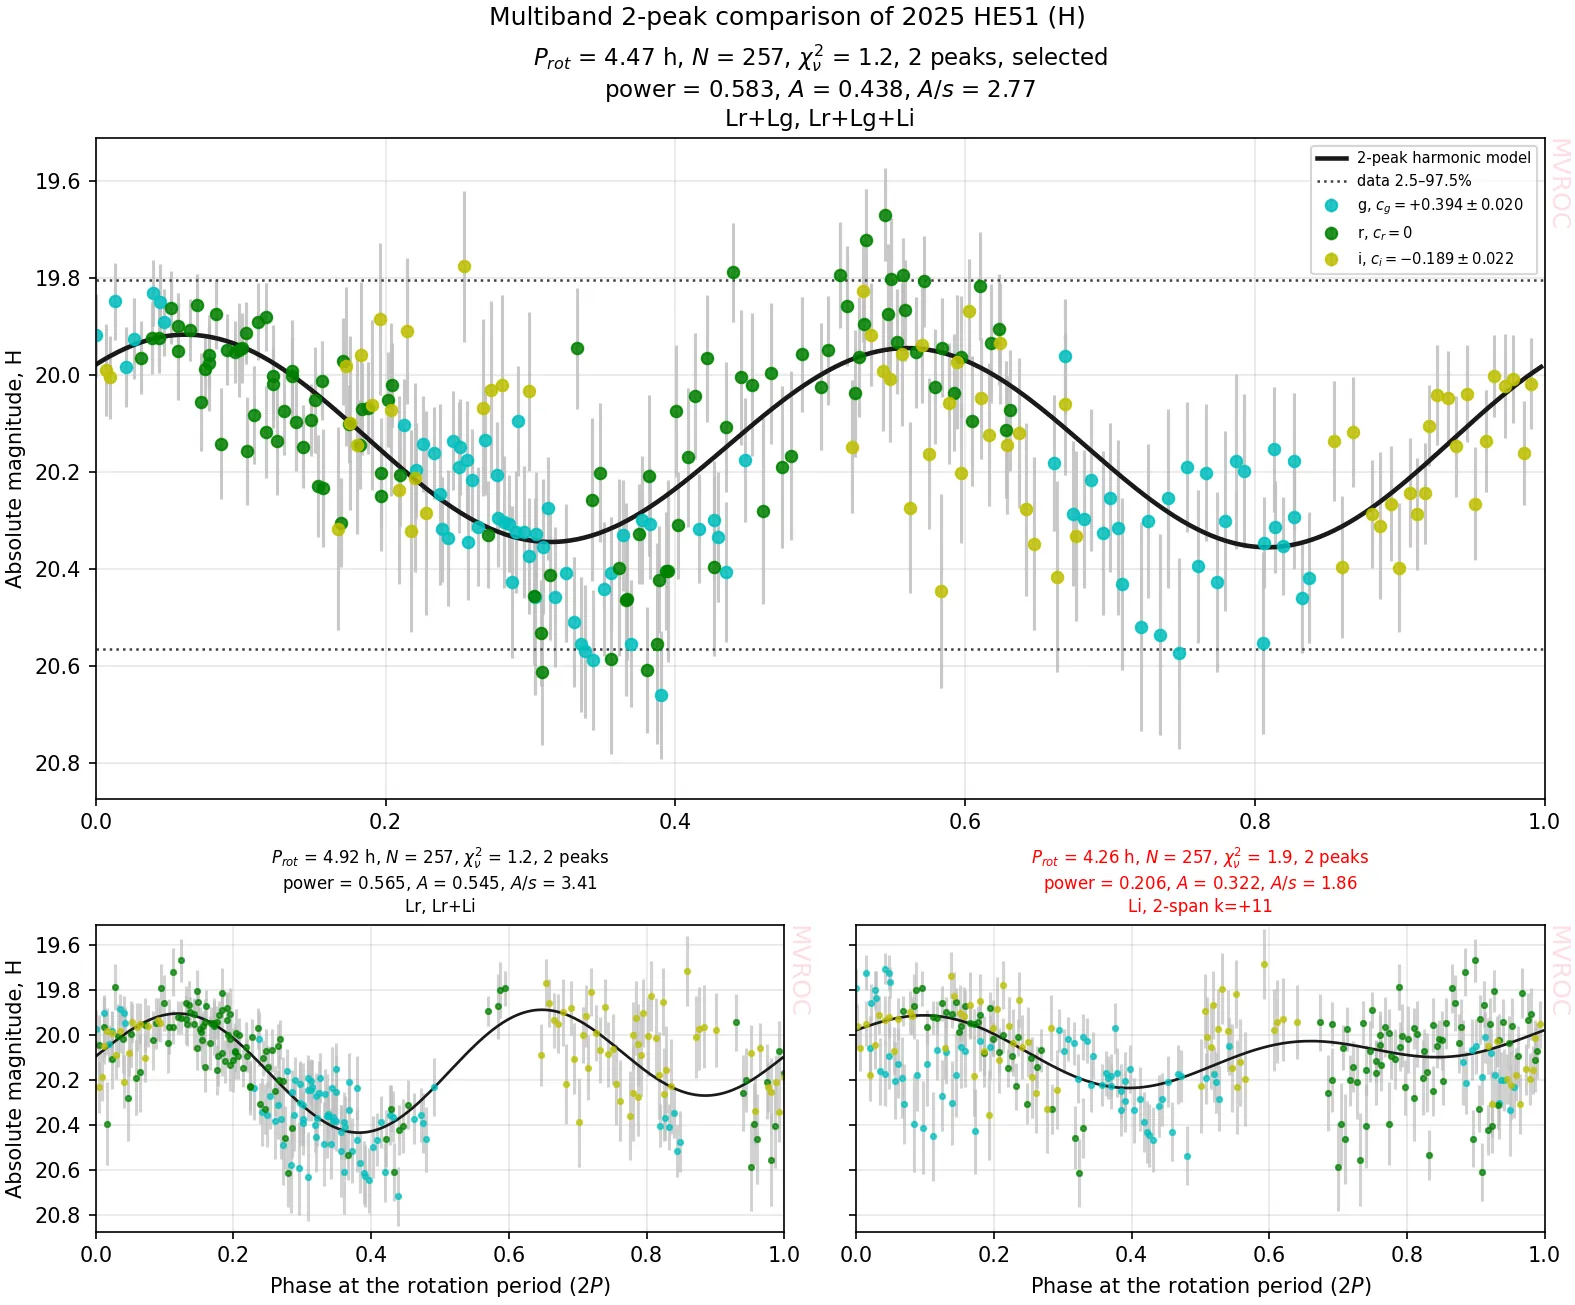 Multiband 2-peak comparison of 2025 HE51 (H)
P_rot = 4.47 h, N = 257, χ²_ν = 1.2, 2 peaks, selected
power = 0.583, A = 0.438, A/s = 2.77
Lr+Lg, Lr+Lg+Li
2-peak harmonic model
data 2.5–97.5%
g, c_g = +0.394 ± 0.020
r, c_r = 0
i, c_i = −0.189 ± 0.022
MVROC
Absolute magnitude, H
19.6
19.8
20.0
20.2
20.4
20.6
20.8
0.0 0.2 0.4 0.6 0.8 1.0
P_rot = 4.92 h, N = 257, χ²_ν = 1.2, 2 peaks
power = 0.565, A = 0.545, A/s = 3.41
Lr, Lr+Li
MVROC
Absolute magnitude, H
19.6
19.8
20.0
20.2
20.4
20.6
20.8
0.0 0.2 0.4 0.6 0.8 1.0
Phase at the rotation period (2P)
P_rot = 4.26 h, N = 257, χ²_ν = 1.9, 2 peaks
power = 0.206, A = 0.322, A/s = 1.86
Li, 2-span k=+11
MVROC
0.0 0.2 0.4 0.6 0.8 1.0
Phase at the rotation period (2P)